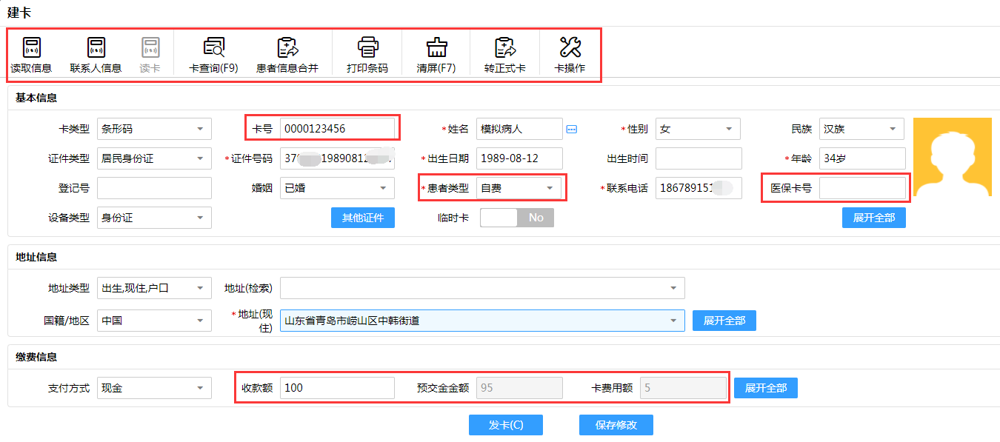 建卡
读取信息 联系人信息 读卡 卡查询(F9) 患者信息合并 打印条码 清屏(F7) 转正式卡 卡操作
基本信息
卡类型 条形码 卡号 0000123456 *姓名 模拟病人 *性别 女 民族 汉族
证件类型 居民身份证 *证件号码 37 19890812 *出生日期 1989-08-12 出生时间 *年龄 34岁
登记号 婚姻 已婚 *患者类型 自费 *联系电话 186789151 医保卡号
设备类型 身份证 其他证件 临时卡 No 展开全部
地址信息
地址类型 出生,现住,户口 地址(检索)
国籍/地区 中国 *地址(现
住) 山东省青岛市崂山区中韩街道 展开全部
缴费信息
支付方式 现金 收款额 100 预交金金额 95 卡费用额 5 展开全部
发卡(C) 保存修改